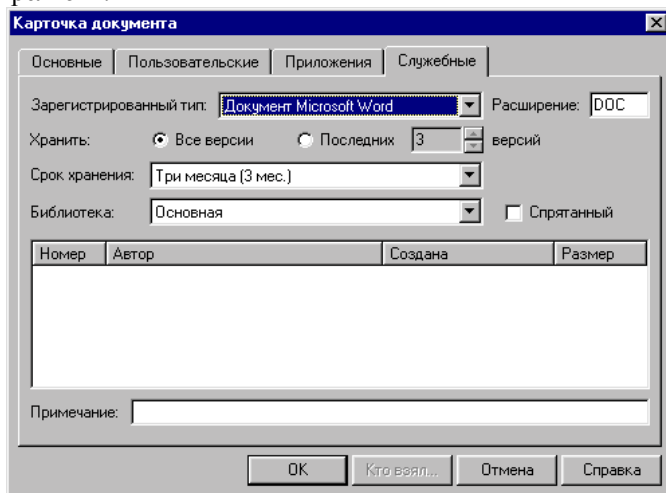 Карточка документа
Основные Пользовательские Приложения Служебные
Зарегистрированный тип: Документ Microsoft Word Расширение: DOC
Хранить: Все версии Последних 3 версий
Срок хранения: Три месяца (3 мес.)
Библиотека: Основная Спрятанный
Номер Автор Создана Размер
Примечание:
OK Кто взял... Отмена Справка